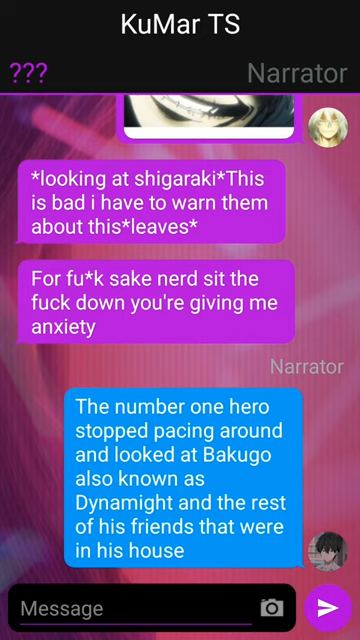 KuMar TS
???
Narrator
*looking at shigaraki*This
is bad i have to warn them
about this*leaves*
For fu*k sake nerd sit the
fuck down you're giving me
anxiety
Narrator
The number one hero
stopped pacing around
and looked at Bakugo
also known as
Dynamight and the rest
of his friends that were
in his house
Message